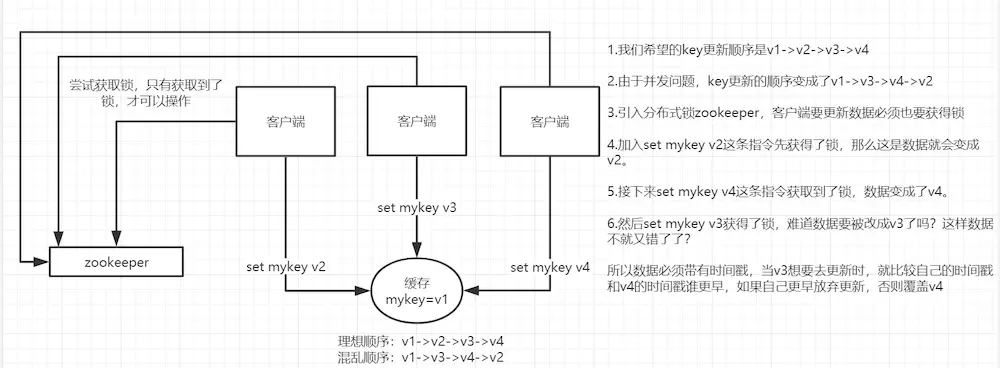 尝试获取锁，只有获取到了
锁，才可以操作
客户端
客户端
客户端
set mykey v3
zookeeper
set mykey v2
set mykey v4
缓存
mykey=v1
理想顺序：v1->v2->v3->v4
混乱顺序：v1->v3->v4->v2
1.我们希望的key更新顺序是v1->v2->v3->v4
2.由于并发问题，key更新的顺序变成了v1->v3->v4->v2
3.引入分布式锁zookeeper，客户端要更新数据必须也要获得锁
4.加入set mykey v2这条指令先获得了锁，那么这是数据就会变成
v2。
5.接下来set mykey v4这条指令获取到了锁，数据变成了v4。
6.然后set mykey v3获得了锁，难道数据要被改成v3了吗？这样数据
不就又错了了？
所以数据必须带有时间戳，当v3想要去更新时，就比较自己的时间戳
和v4的时间戳谁更早，如果自己更早放弃更新，否则覆盖v4